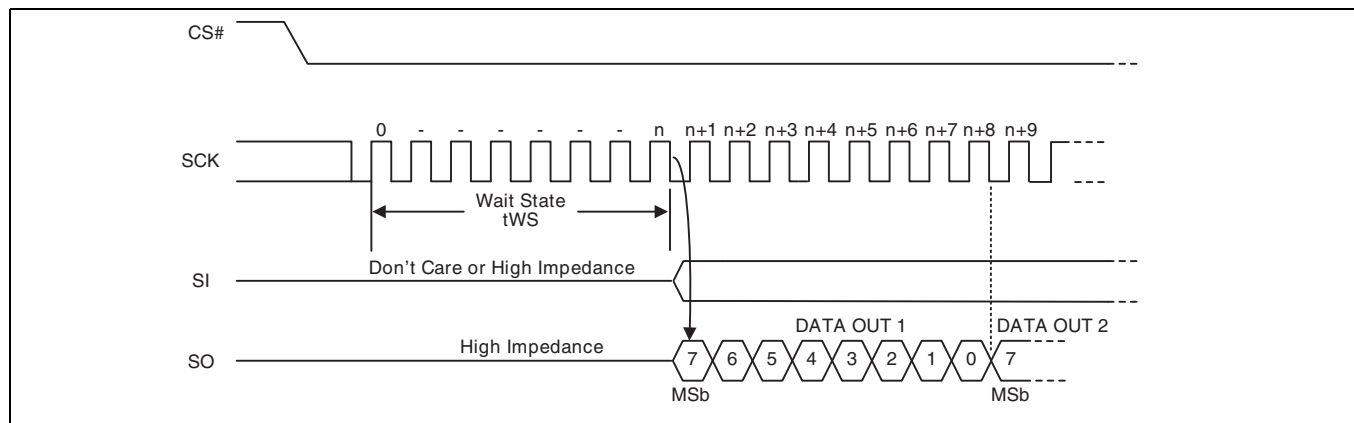 CS#
0 - - - - - - n n+1 n+2 n+3 n+4 n+5 n+6 n+7 n+8 n+9
SCK
Wait State
tWS
Don't Care or High Impedance
SI
DATA OUT 1 DATA OUT 2
High Impedance
SO
7 6 5 4 3 2 1 0 7
MSb MSb